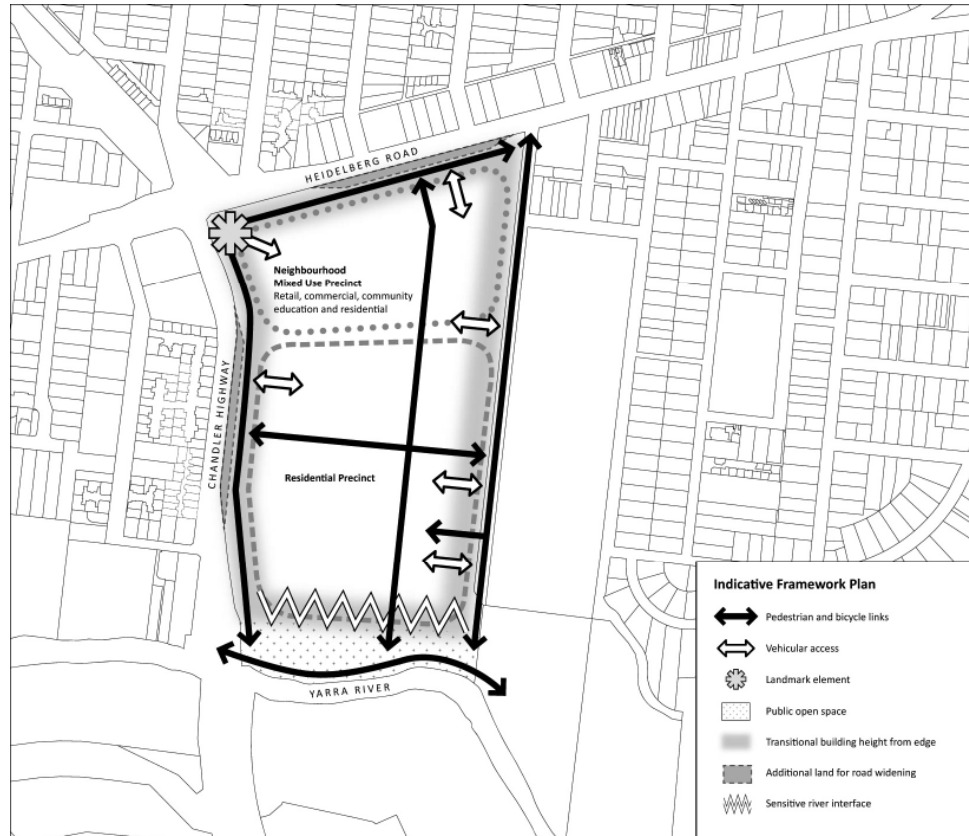 HEIDELBERG ROAD
Neighbourhood
Mixed Use Precinct
Retail, commercial, community
education and residential
CHANDLER HIGHWAY
Residential Precinct
YARRA RIVER
Indicative Framework Plan
Pedestrian and bicycle links
Vehicular access
Landmark element
Public open space
Transitional building height from edge
Additional land for road widening
Sensitive river interface